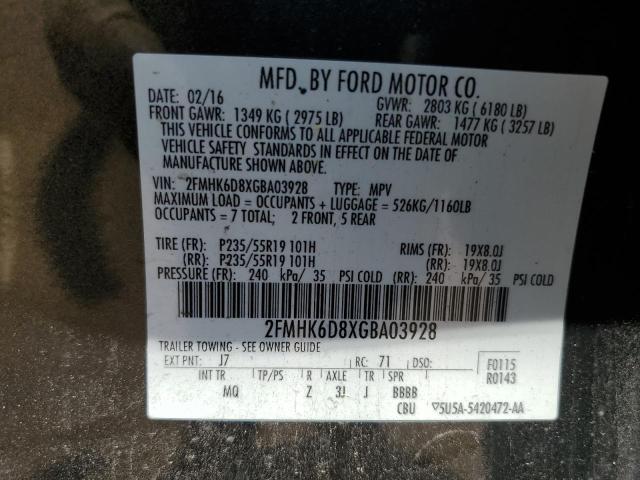 MFD. BY FORD MOTOR CO.
DATE: 02/16 GVWR: 2803 KG ( 6180 LB)
FRONT GAWR: 1349 KG ( 2975 LB) REAR GAWR: 1477 KG ( 3257 LB)
THIS VEHICLE CONFORMS TO ALL APPLICABLE FEDERAL MOTOR
VEHICLE SAFETY STANDARDS IN EFFECT ON THE DATE OF
MANUFACTURE SHOWN ABOVE.
VIN: 2FMHK6D8XGBA03928 TYPE: MPV
MAXIMUM LOAD = OCCUPANTS + LUGGAGE = 526KG/1160LB
OCCUPANTS = 7 TOTAL; 2 FRONT, 5 REAR
TIRE (FR): P235/55R19 101H RIMS (FR): 19X8.0J
(RR): P235/55R19 101H (RR): 19X8.0J
PRESSURE (FR): 240 kPa/ 35 PSI COLD (RR): 240 kPa/ 35 PSI COLD
2FMHK6D8XGBA03928
TRAILER TOWING - SEE OWNER GUIDE
EXT PNT: J7 RC: 71 DSO: F0115
R0143
INT TR TP/PS R AXLE TR SPR
MQ Z 3J J BBBB
CBU 5U5A-5420472-AA